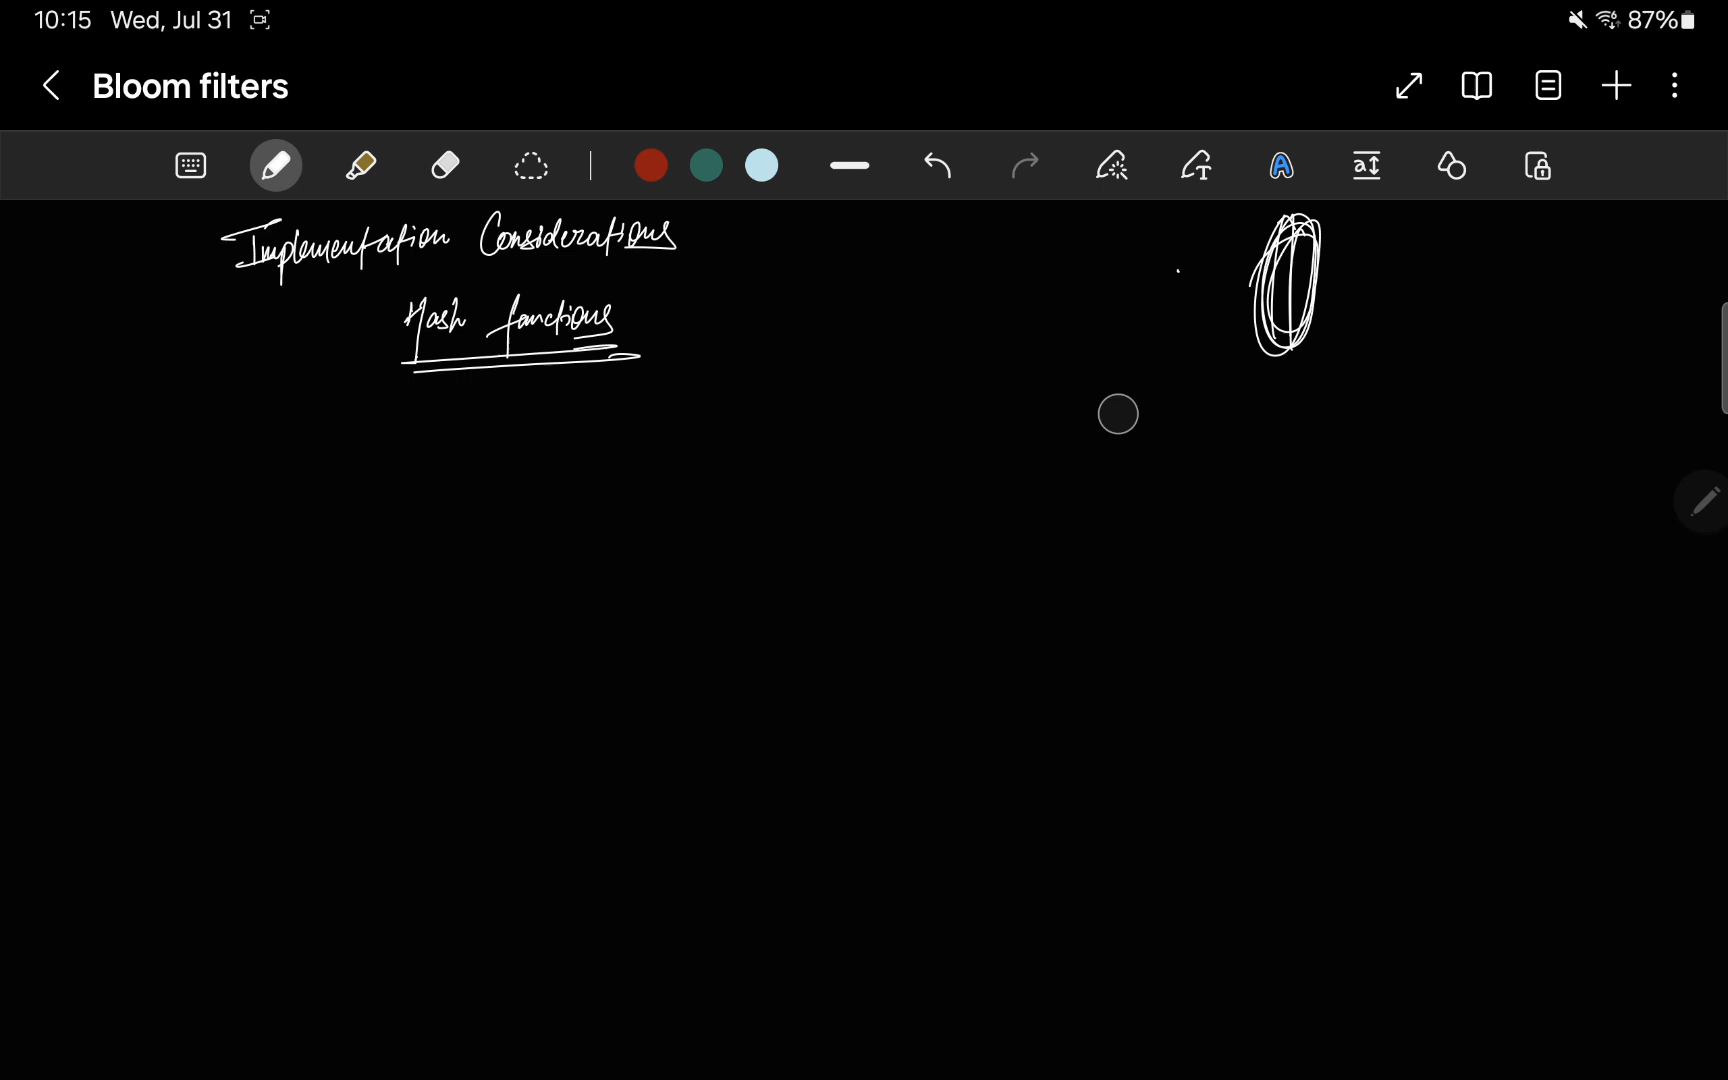 10:15 Wed, Jul 31 87%
Bloom filters
Implementation Considerations
Hash functions